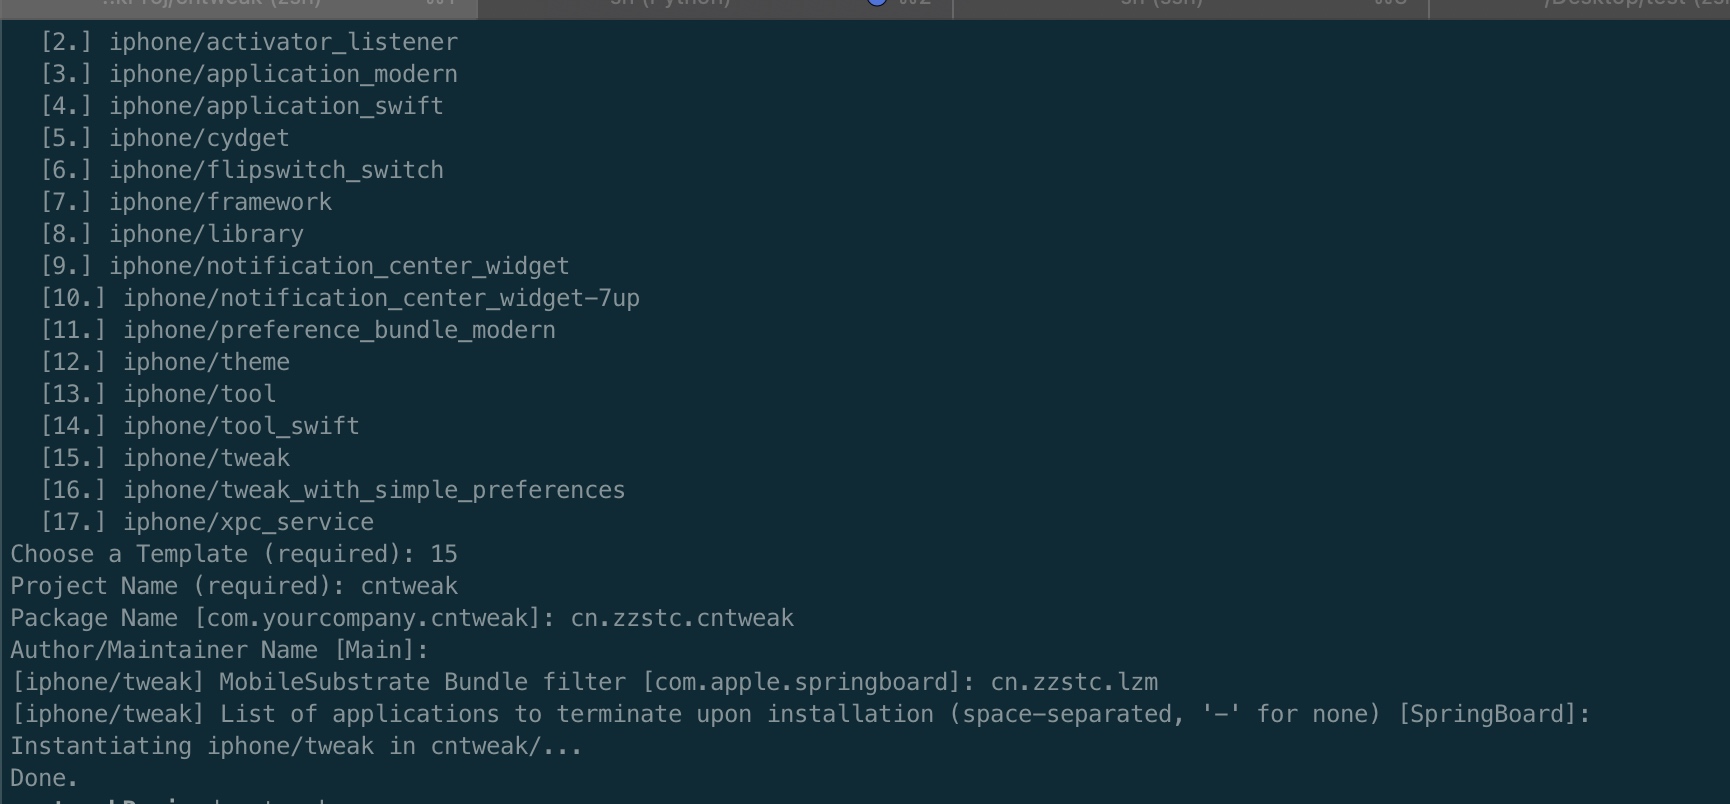 [2.] iphone/activator_listener
[3.] iphone/application_modern
[4.] iphone/application_swift
[5.] iphone/cydget
[6.] iphone/flipswitch_switch
[7.] iphone/framework
[8.] iphone/library
[9.] iphone/notification_center_widget
[10.] iphone/notification_center_widget-7up
[11.] iphone/preference_bundle_modern
[12.] iphone/theme
[13.] iphone/tool
[14.] iphone/tool_swift
[15.] iphone/tweak
[16.] iphone/tweak_with_simple_preferences
[17.] iphone/xpc_service
Choose a Template (required): 15
Project Name (required): cntweak
Package Name [com.yourcompany.cntweak]: cn.zzstc.cntweak
Author/Maintainer Name [Main]:
[iphone/tweak] MobileSubstrate Bundle filter [com.apple.springboard]: cn.zzstc.lzm
[iphone/tweak] List of applications to terminate upon installation (space-separated, '-' for none) [SpringBoard]:
Instantiating iphone/tweak in cntweak/...
Done.